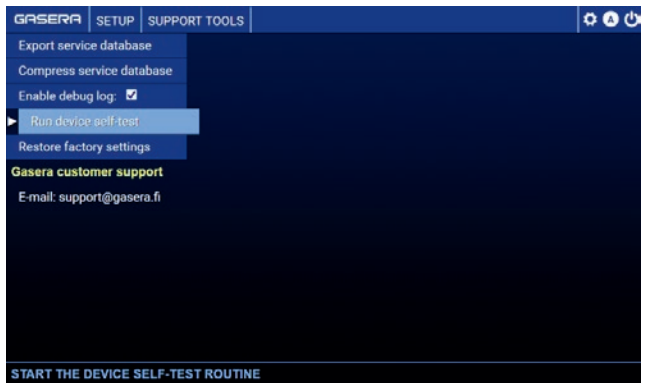 GASERA SETUP SUPPORT TOOLS A
Export service database
Compress service database
Enable debug log:
Run device self-test
Restore factory settings
Gasera customer support
E-mail: support@gasera.fi
START THE DEVICE SELF-TEST ROUTINE